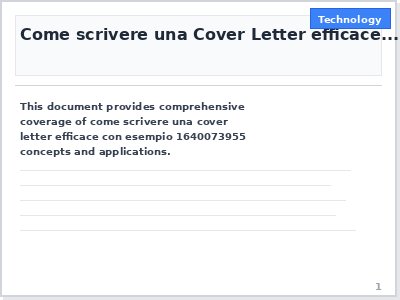 Technology
Come scrivere una Cover Letter efficace...
This document provides comprehensive
coverage of come scrivere una cover
letter efficace con esempio 1640073955
concepts and applications.
1